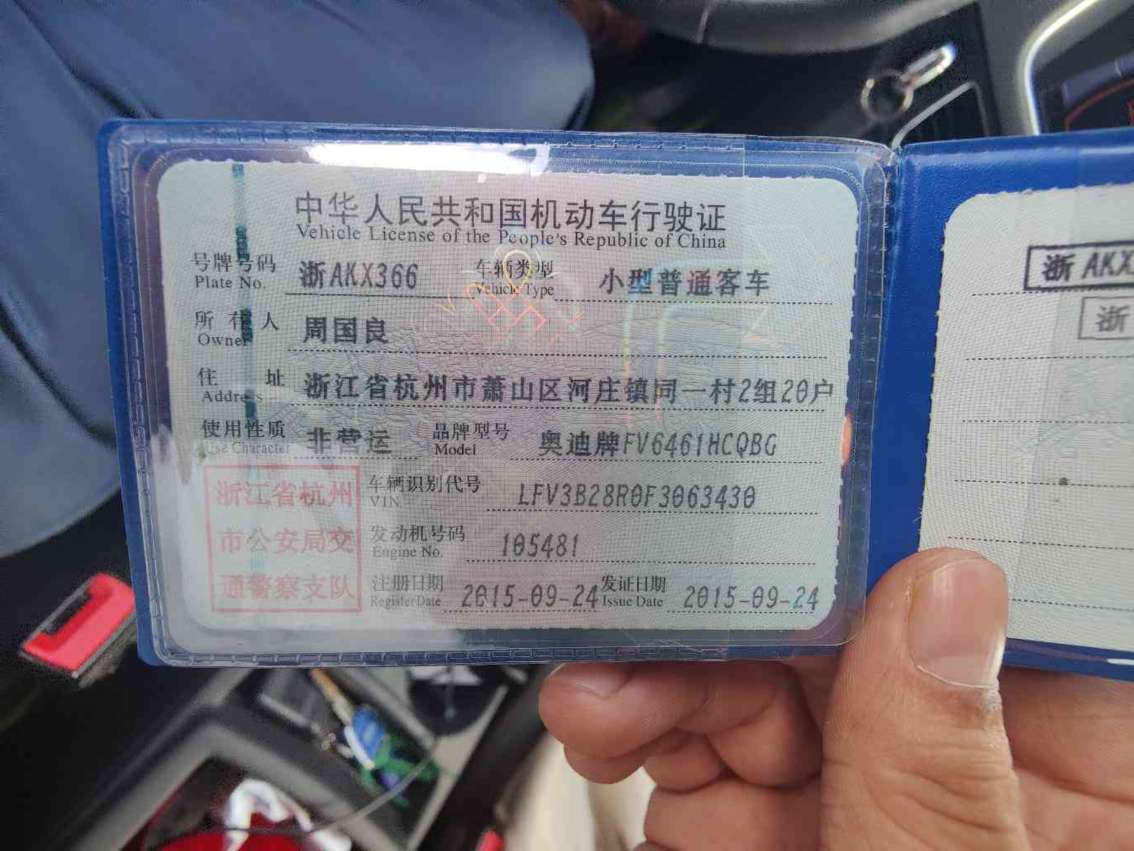 中华人民共和国机动车行驶证
Vehicle License of the People's Republic of China
号牌号码 浙AKX366 车辆类型 小型普通客车
Plate No. Vehicle Type
所有人 周国良
Owner
住址 浙江省杭州市萧山区河庄镇同一村2组20户
Address
使用性质 非营运 品牌型号 奥迪牌FV6461HCQBG
Use Character Model
浙江省杭州 车辆识别代号 LFV3B28R0F3063430
VIN
市公安局交 发动机号码 105481
Engine No.
通警察支队 注册日期 2015-09-24 发证日期 2015-09-24
Register Date Issue Date
浙AKX
浙